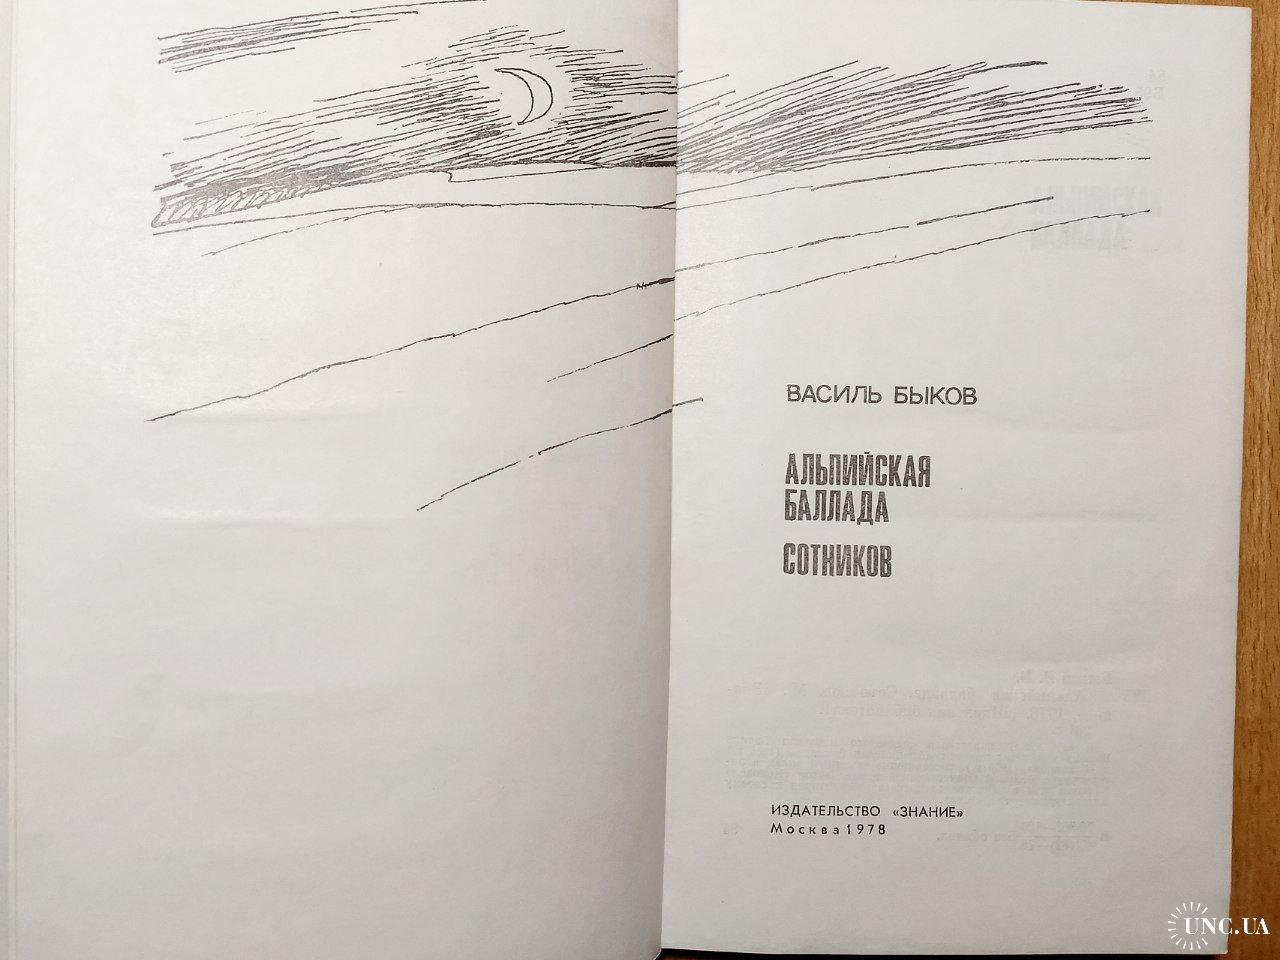 ВАСИЛЬ БЫКОВ
АЛЬПИЙСКАЯ
БАЛЛАДА
СОТНИКОВ
ИЗДАТЕЛЬСТВО «ЗНАНИЕ»
Москва 1978
UNC.UA